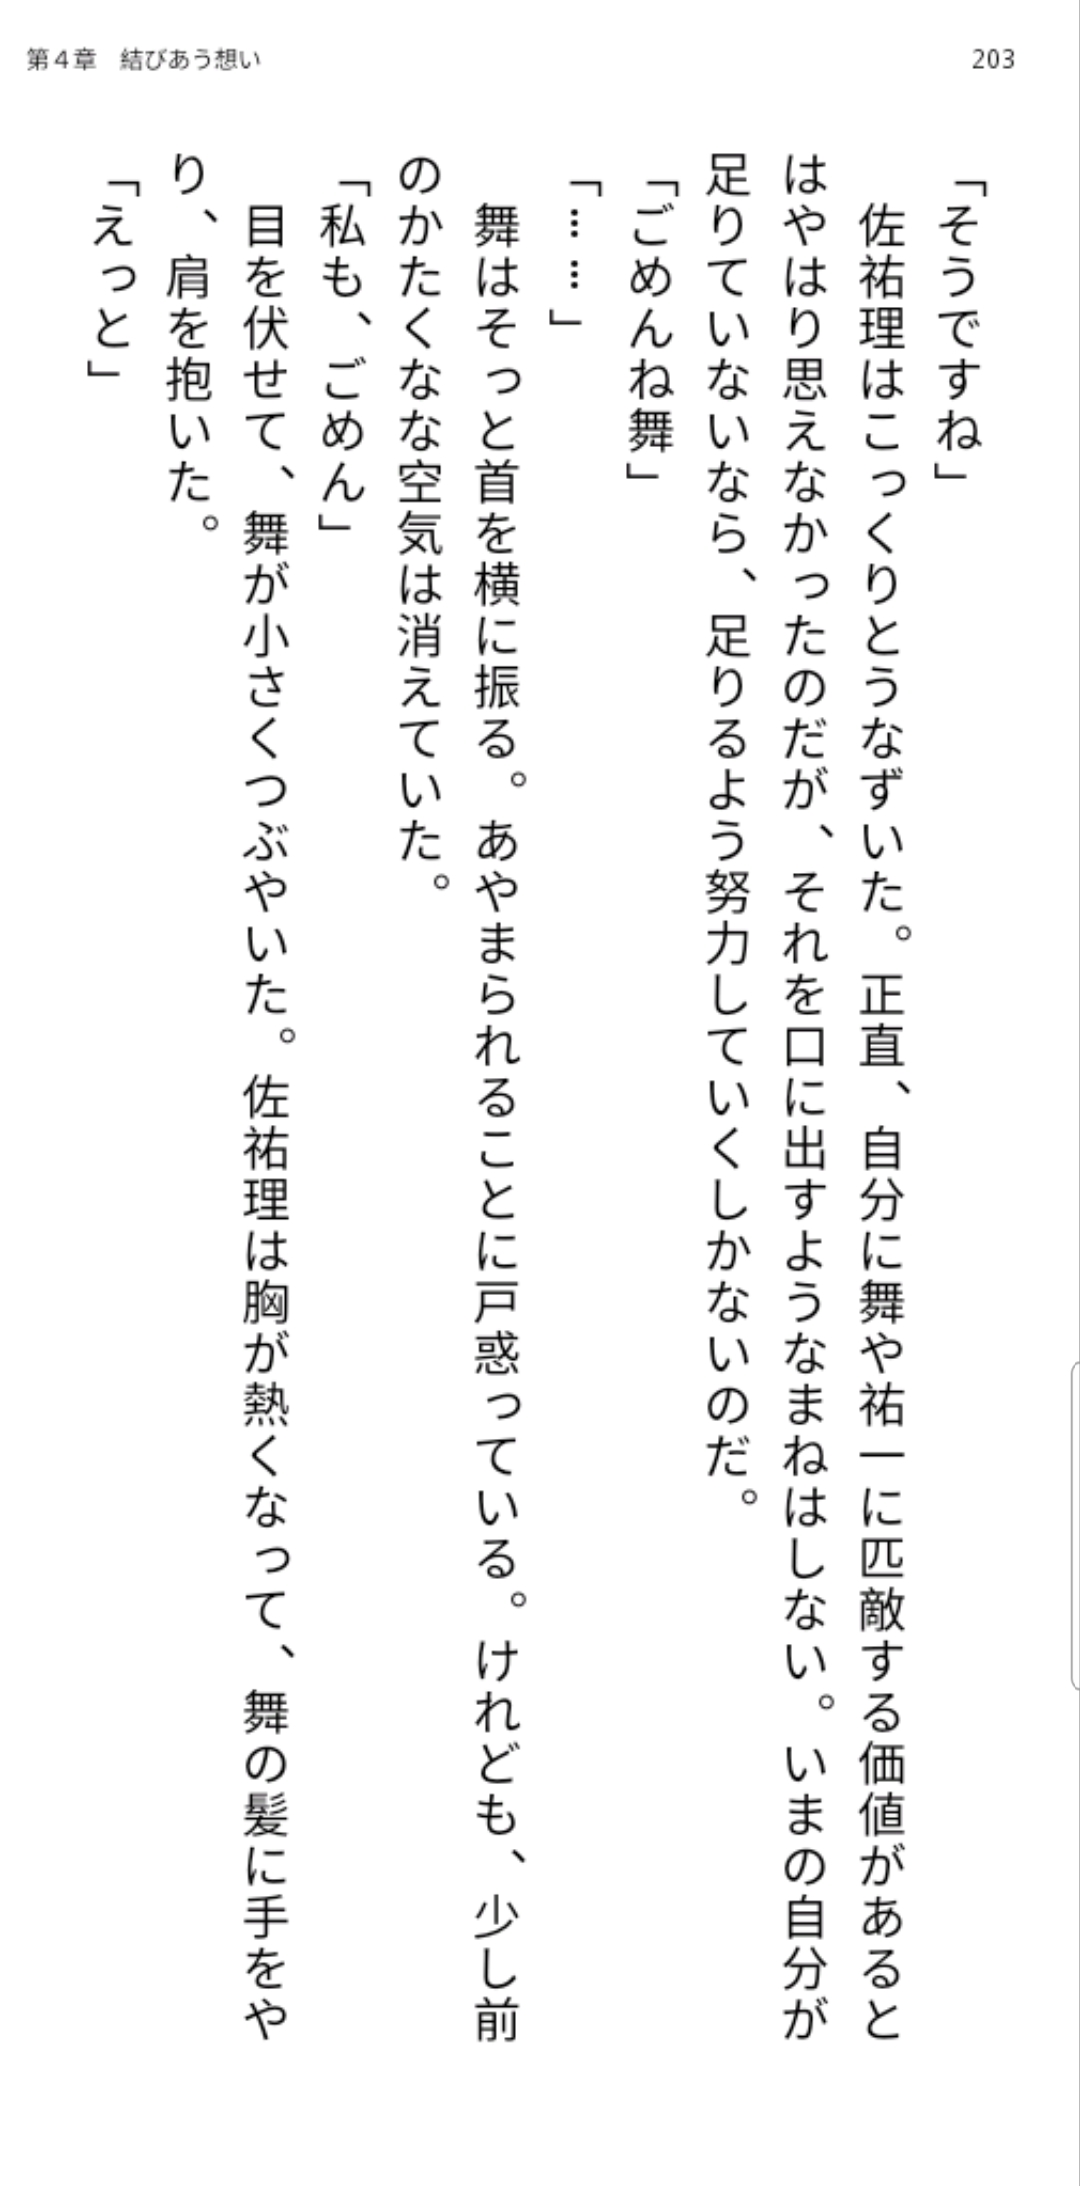 第４章　結びあう想い
203
「そうですね」
　佐祐理はこっくりとうなずいた。正直、自分に舞や祐一に匹敵する価値があると
はやはり思えなかったのだが、それを口に出すようなまねはしない。いまの自分が
足りていないなら、足りるよう努力していくしかないのだ。
「ごめんね舞」
「……」
　舞はそっと首を横に振る。あやまられることに戸惑っている。けれども、少し前
のかたくなな空気は消えていた。
「私も、ごめん」
　目を伏せて、舞が小さくつぶやいた。佐祐理は胸が熱くなって、舞の髪に手をや
り、肩を抱いた。
「えっと」